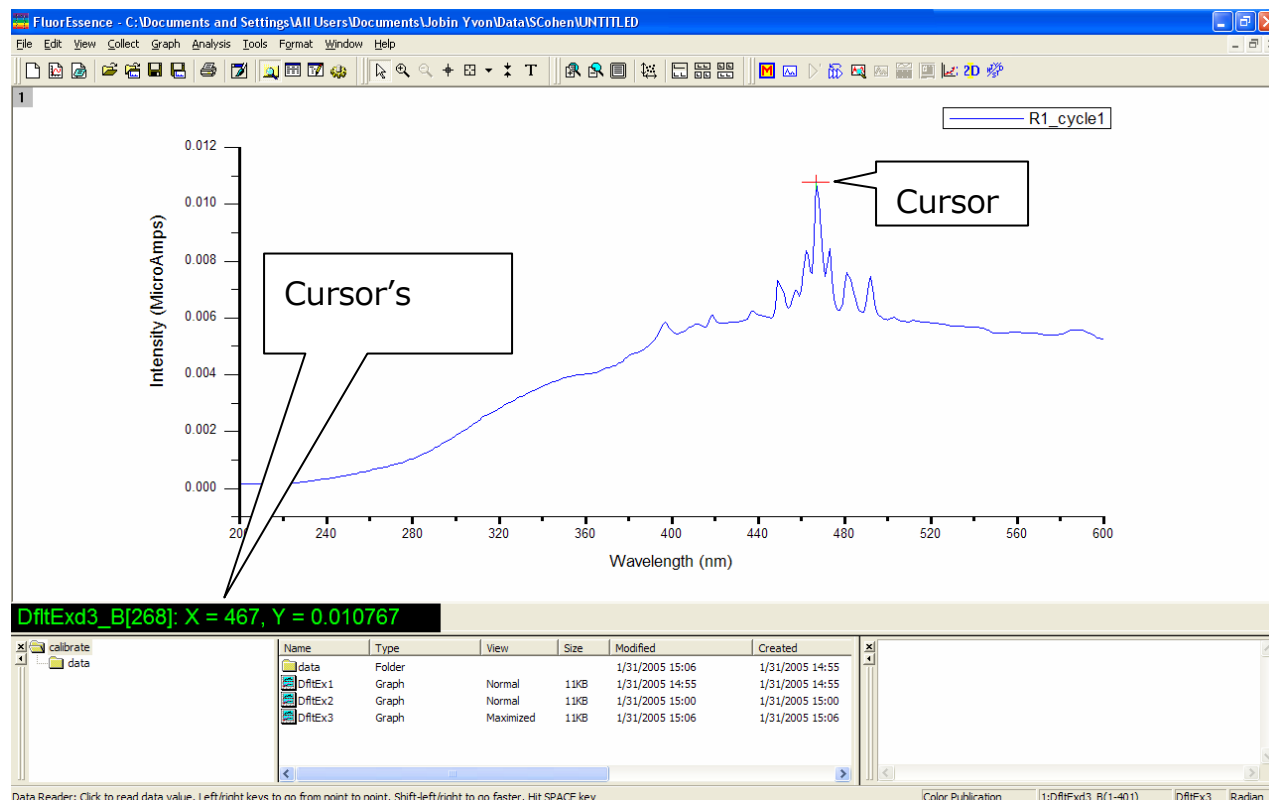 FluorEssence - C:\Documents and Settings\All Users\Documents\Jobin Yvon\Data\SCohen\UNTITLED
File Edit View Collect Graph Analysis Tools Format Window Help
1
R1_cycle1
Cursor
Cursor's
0.012
0.010
0.008
0.006
0.004
0.002
0.000
Intensity (MicroAmps)
240 280 320 360 400 440 480 520 560 600
Wavelength (nm)
DfltExd3_B[268]: X = 467, Y = 0.010767
calibrate
data
Name Type View Size Modified Created
data Folder 1/31/2005 15:06 1/31/2005 14:55
DfltEx1 Graph Normal 11KB 1/31/2005 14:55 1/31/2005 14:55
DfltEx2 Graph Normal 11KB 1/31/2005 15:00 1/31/2005 15:00
DfltEx3 Graph Maximized 11KB 1/31/2005 15:06 1/31/2005 15:06
Data Reader: Click to read data value. Left/right keys to go from point to point. Shift-left/right to go faster. Hit SPACE key
Color Publication 1:DfltExd3_B(1-401) DfltEx3 Radian